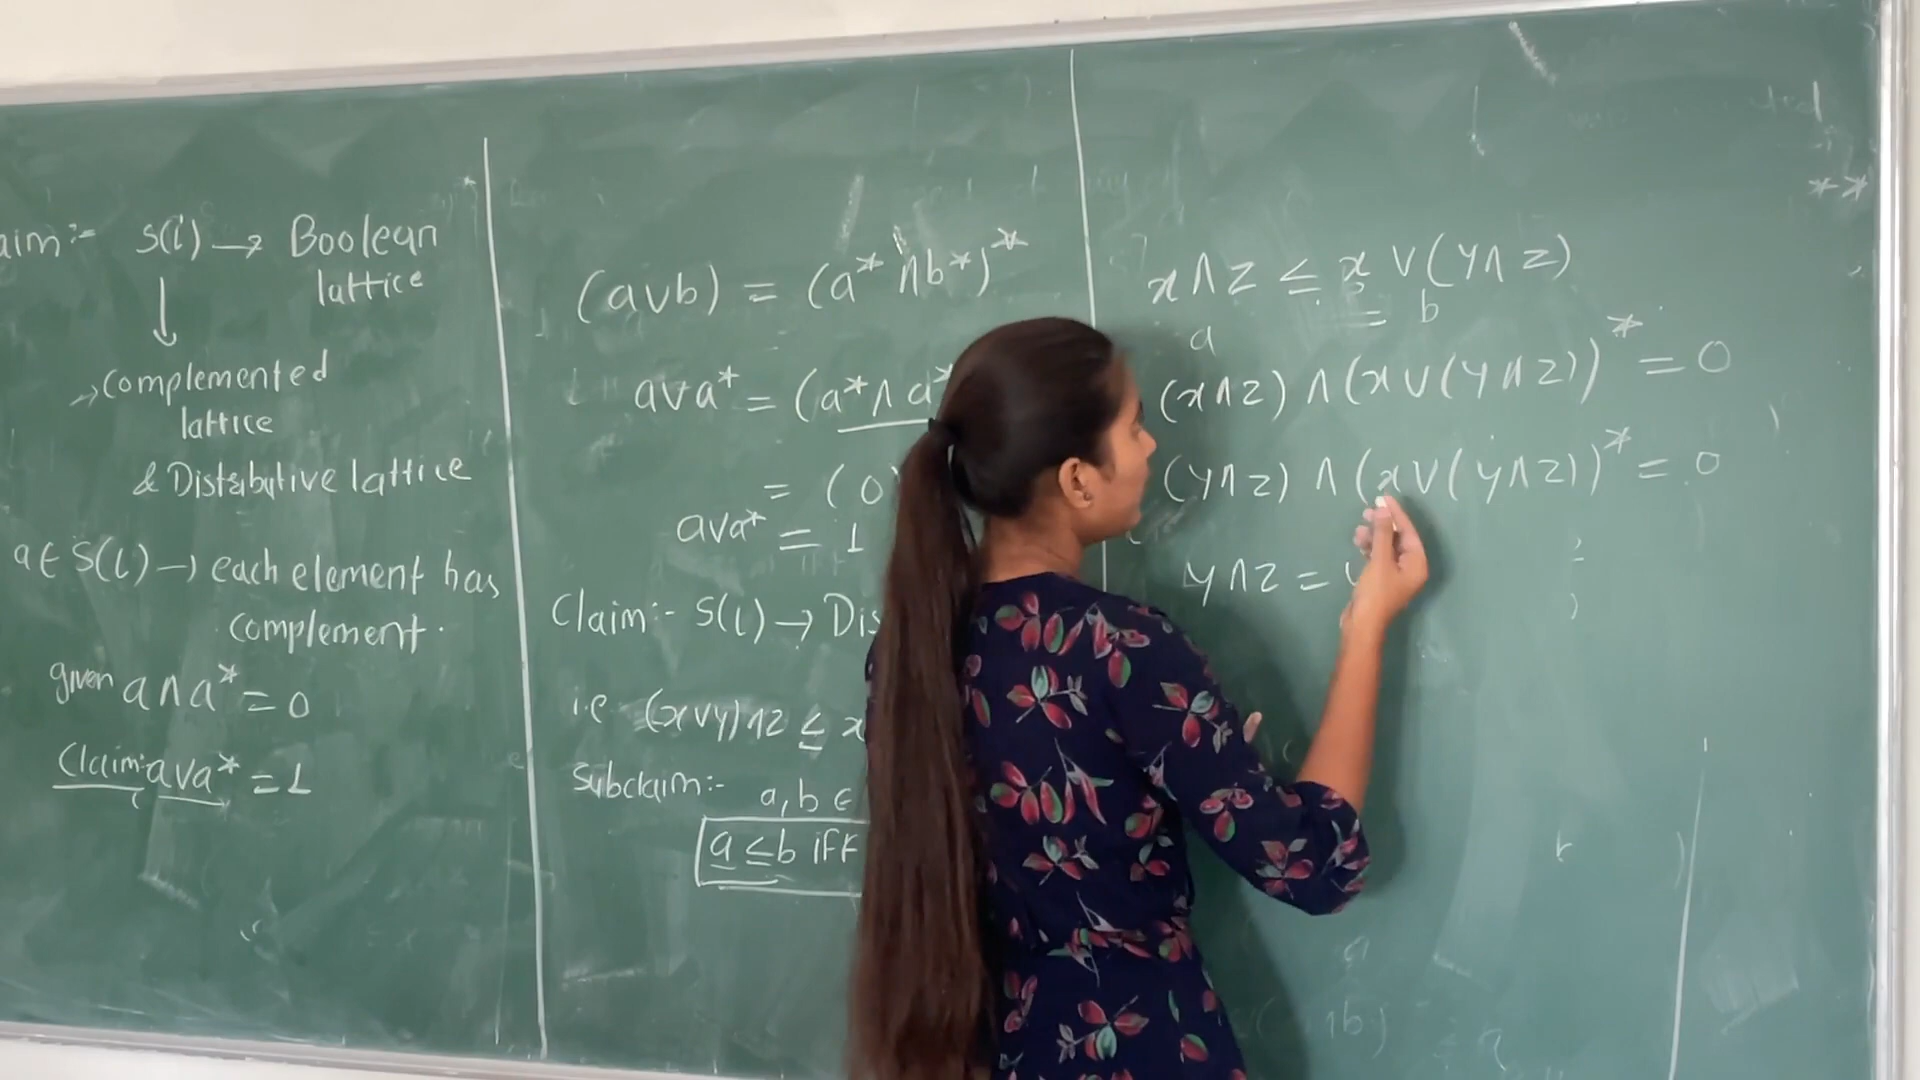 aim:- S(L) → Boolean
lattice
→ Complemented
lattice
& Distributive lattice
a∈ S(L) → each element has
complement.
given a∧a* = 0
Claim:- a∨a* = 1
(a∨b) = (a* ∧b*)*
a∨a* = (a*∧ a*
= (0
a∨a* = 1
Claim:- S(L) → Dis
i.e. (x∨y)∧z ≤ x
Subclaim:- a,b ∈
a ≤ b iff
x∧z ≤ x ∨(y∧z)
a b
(x∧z) ∧ (x∨(y∧z))* = 0
(y∧z) ∧ (x∨(y∧z))* = 0
y∧z =